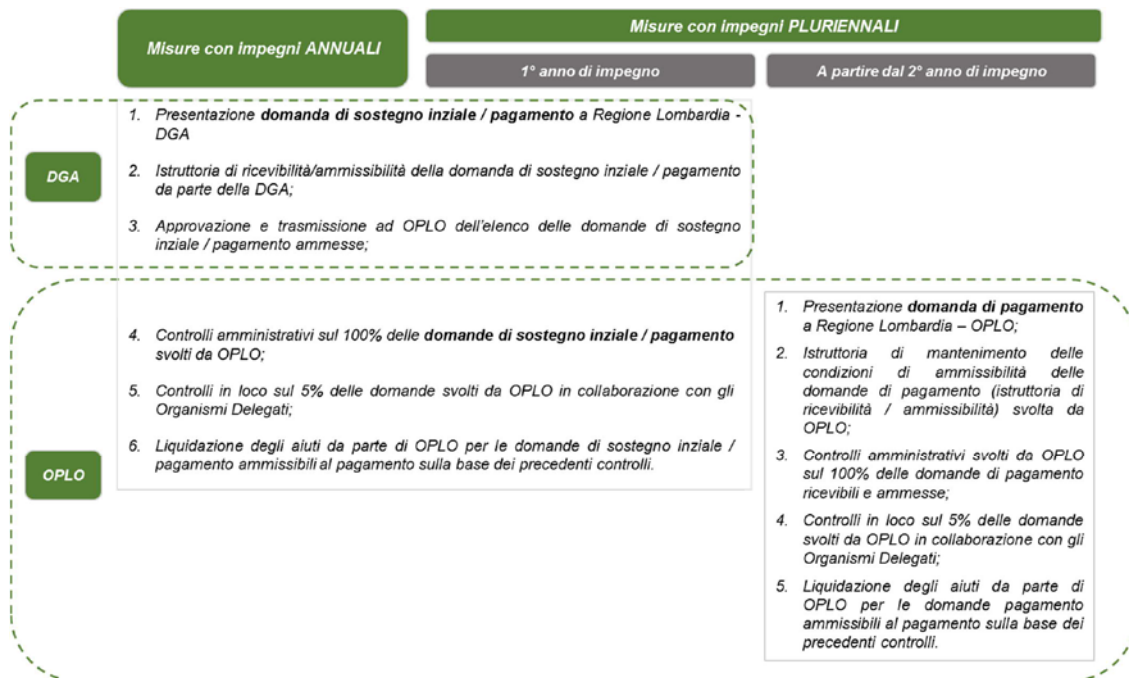 Misure con impegni ANNUALI
Misure con impegni PLURIENNALI
1° anno di impegno
A partire dal 2° anno di impegno
DGA
1. Presentazione domanda di sostegno inziale / pagamento a Regione Lombardia -
DGA
2. Istruttoria di ricevibilità/ammissibilità della domanda di sostegno inziale / pagamento
da parte della DGA;
3. Approvazione e trasmissione ad OPLO dell'elenco delle domande di sostegno
inziale / pagamento ammesse;
OPLO
4. Controlli amministrativi sul 100% delle domande di sostegno inziale / pagamento
svolti da OPLO;
5. Controlli in loco sul 5% delle domande svolti da OPLO in collaborazione con gli
Organismi Delegati;
6. Liquidazione degli aiuti da parte di OPLO per le domande di sostegno inziale /
pagamento ammissibili al pagamento sulla base dei precedenti controlli.
1. Presentazione domanda di pagamento
a Regione Lombardia – OPLO;
2. Istruttoria di mantenimento delle
condizioni di ammissibilità delle
domande di pagamento (istruttoria di
ricevibilità / ammissibilità) svolta da
OPLO;
3. Controlli amministrativi svolti da OPLO
sul 100% delle domande di pagamento
ricevibili e ammesse;
4. Controlli in loco sul 5% delle domande
svolti da OPLO in collaborazione con gli
Organismi Delegati;
5. Liquidazione degli aiuti da parte di
OPLO per le domande pagamento
ammissibili al pagamento sulla base dei
precedenti controlli.